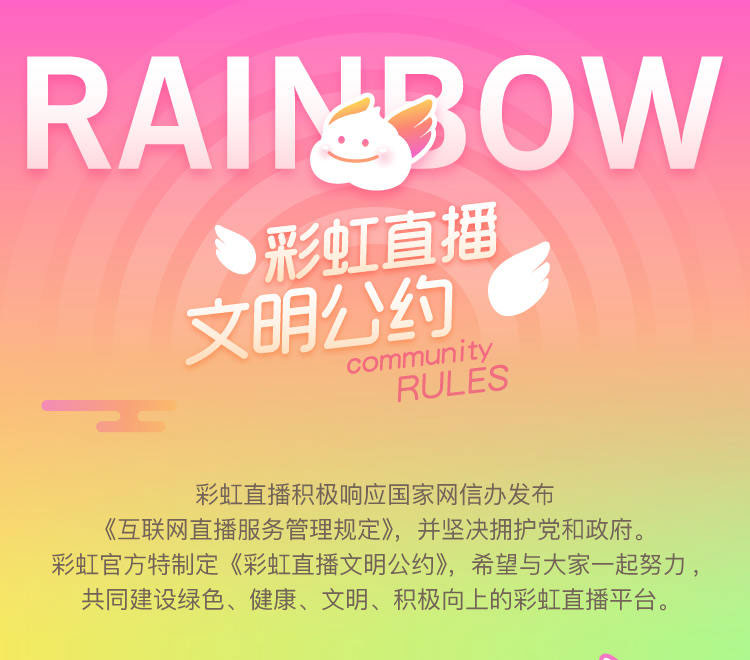 RAINBOW
彩虹直播
文明公约
community
RULES
彩虹直播积极响应国家网信办发布
《互联网直播服务管理规定》，并坚决拥护党和政府。
彩虹官方特制定《彩虹直播文明公约》，希望与大家一起努力，
共同建设绿色、健康、文明、积极向上的彩虹直播平台。